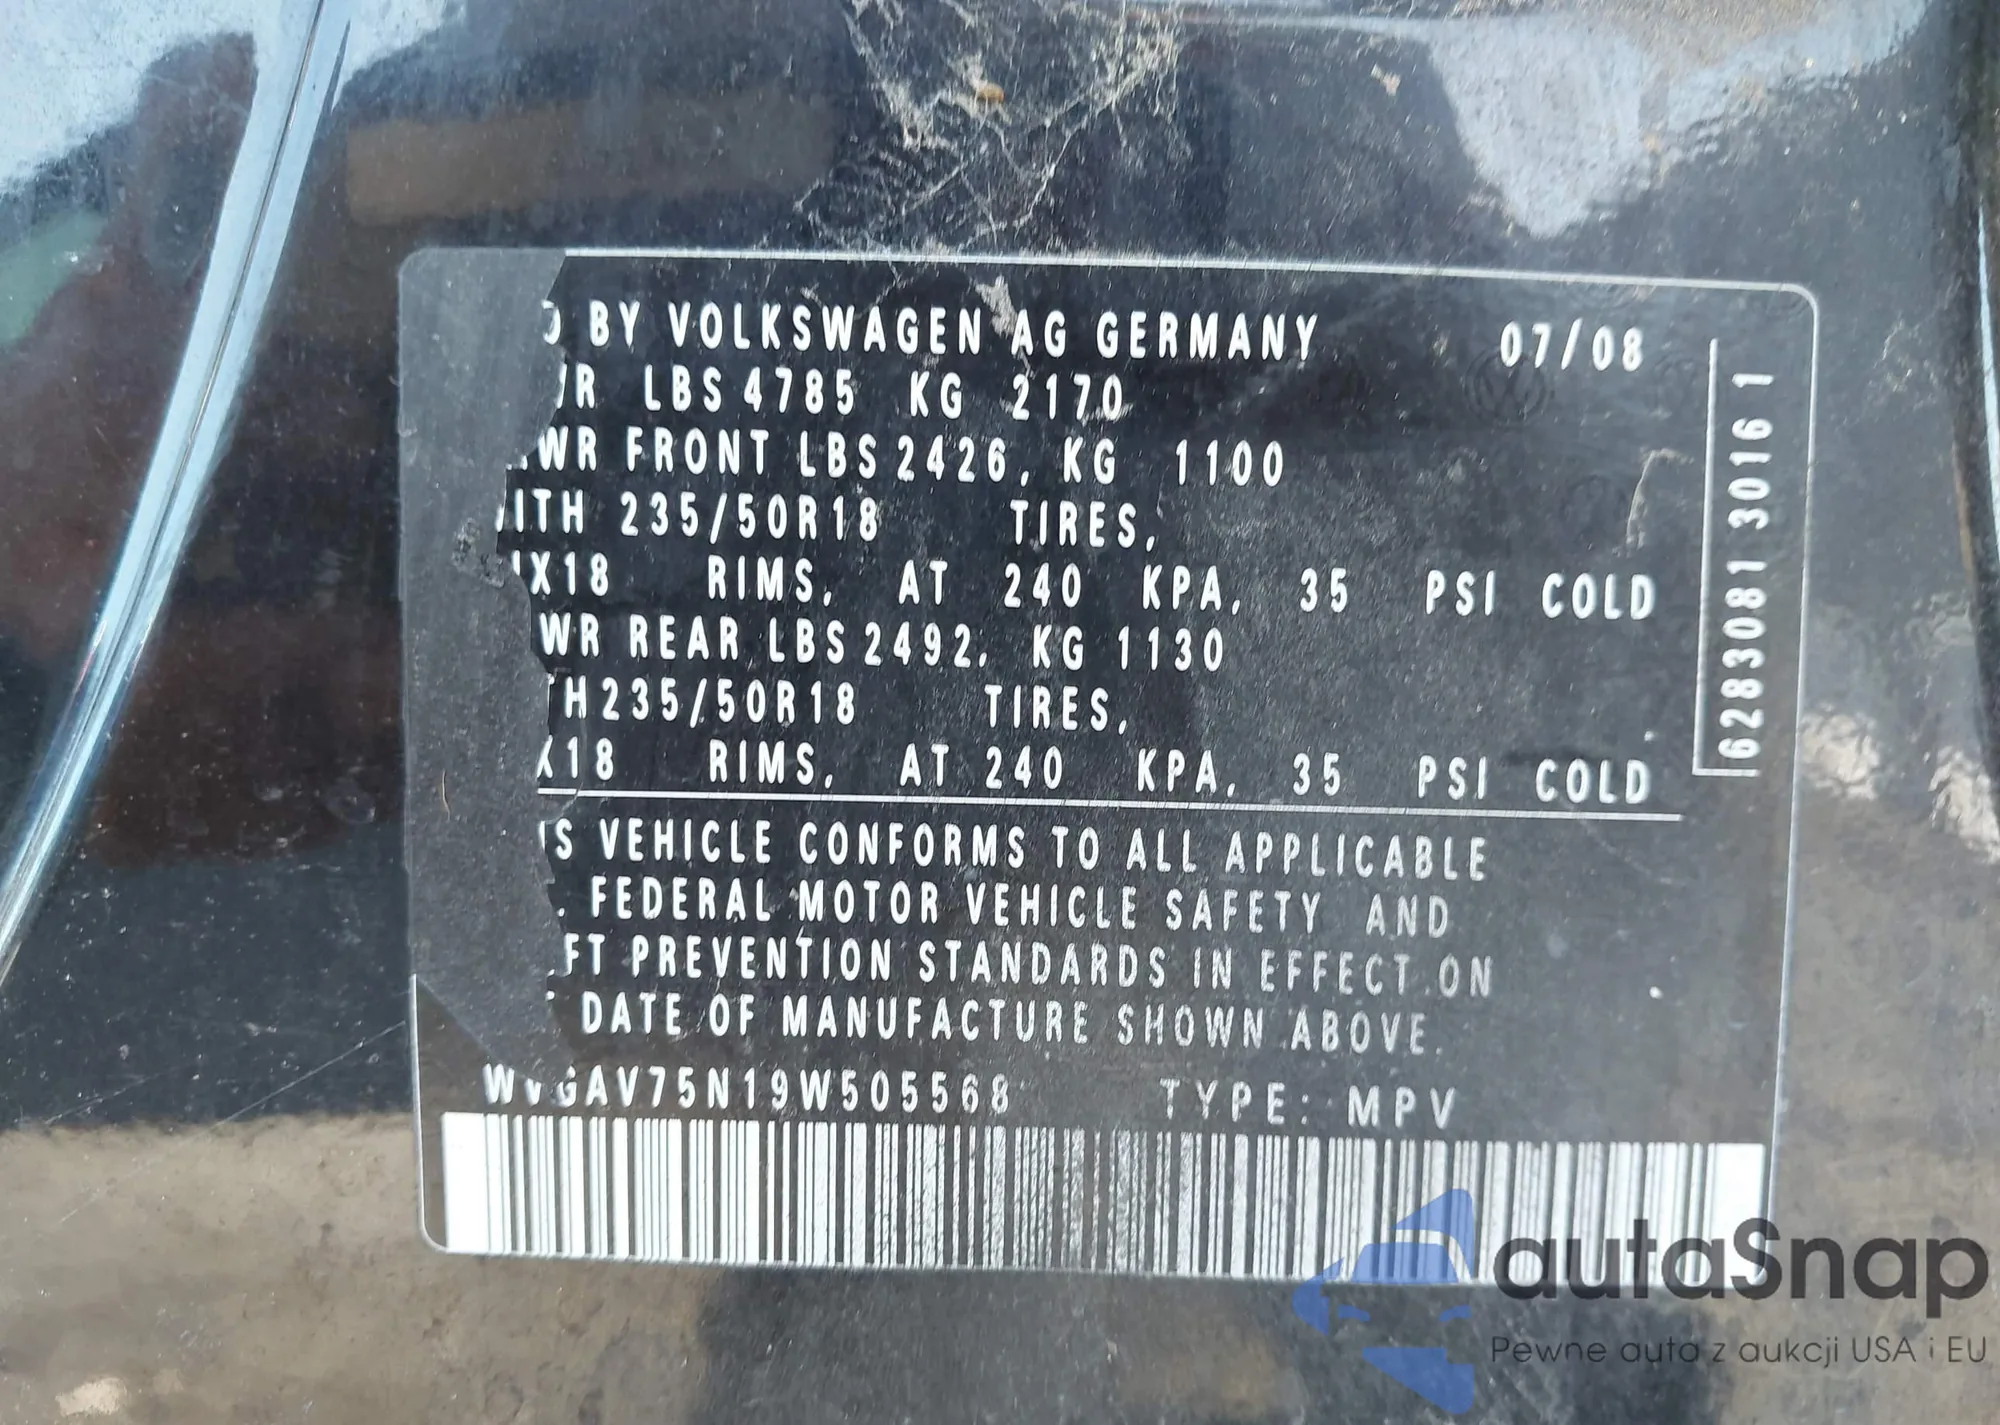 D BY VOLKSWAGEN AG GERMANY 07/08
R LBS 4785 KG 2170
WR FRONT LBS 2426, KG 1100
ITH 235/50R18 TIRES,
X18 RIMS, AT 240 KPA, 35 PSI COLD
WR REAR LBS 2492, KG 1130
TH 235/50R18 TIRES,
X18 RIMS, AT 240 KPA, 35 PSI COLD
IS VEHICLE CONFORMS TO ALL APPLICABLE
. FEDERAL MOTOR VEHICLE SAFETY AND
FT PREVENTION STANDARDS IN EFFECT ON
DATE OF MANUFACTURE SHOWN ABOVE.
WVGAV75N19W505568 TYPE: MPV
6283081 3016 1
autaSnap
Pewne auta z aukcji USA i EU